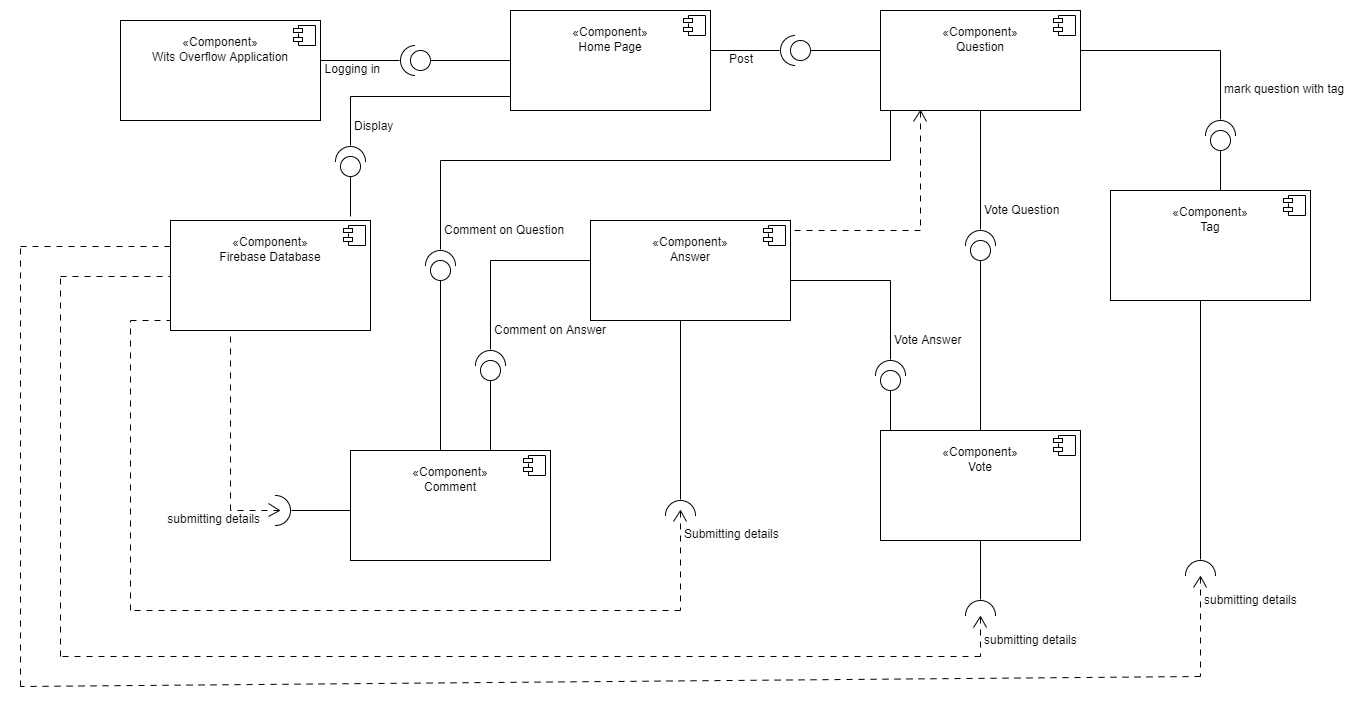 «Component»
Wits Overflow Application
Logging in
«Component»
Home Page
Post
«Component»
Question
mark question with tag
Display
«Component»
Firebase Database
Comment on Question
«Component»
Answer
Vote Question
«Component»
Tag
Comment on Answer
Vote Answer
«Component»
Comment
«Component»
Vote
submitting details
Submitting details
submitting details
submitting details